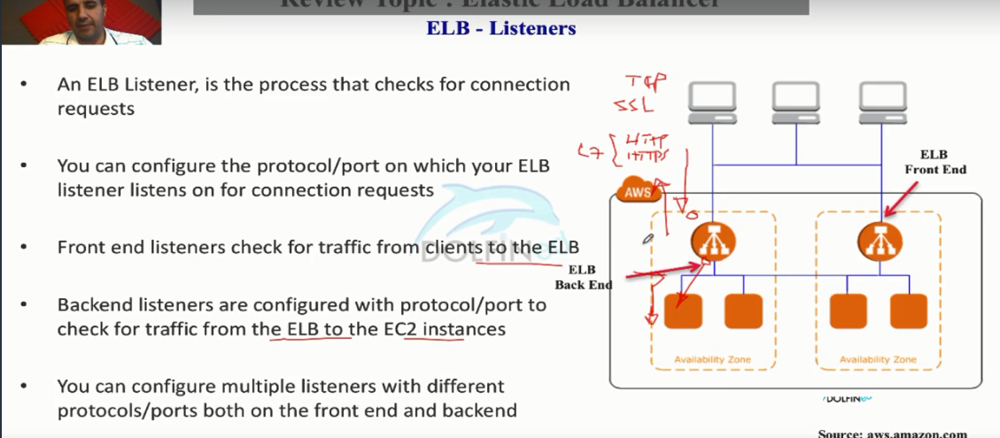 Review Topic : Elastic Load Balancer
ELB - Listeners
• An ELB Listener, is the process that checks for connection
requests
• You can configure the protocol/port on which your ELB
listener listens on for connection requests
• Front end listeners check for traffic from clients to the ELB
• Backend listeners are configured with protocol/port to
check for traffic from the ELB to the EC2 instances
• You can configure multiple listeners with different
protocols/ports both on the front end and backend
TCP
SSL
L7 { HTTP
HTTPS
ELB
Front End
AWS
ELB
Back End
Availability Zone
Availability Zone
DOLFIN
DOLFINED
Source: aws.amazon.com